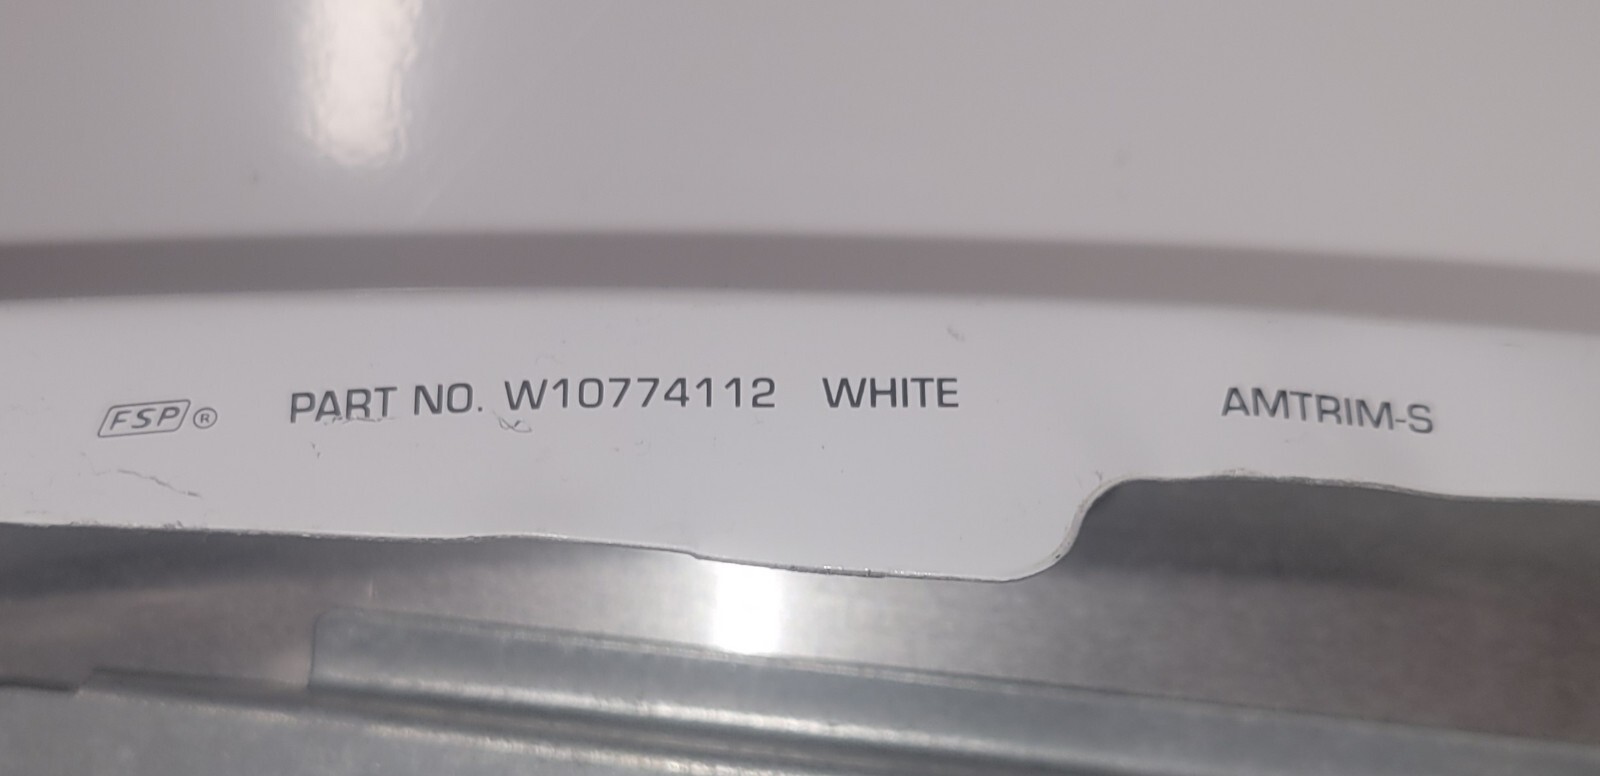 FSP® PART NO. W10774112 WHITE AMTRIM-S